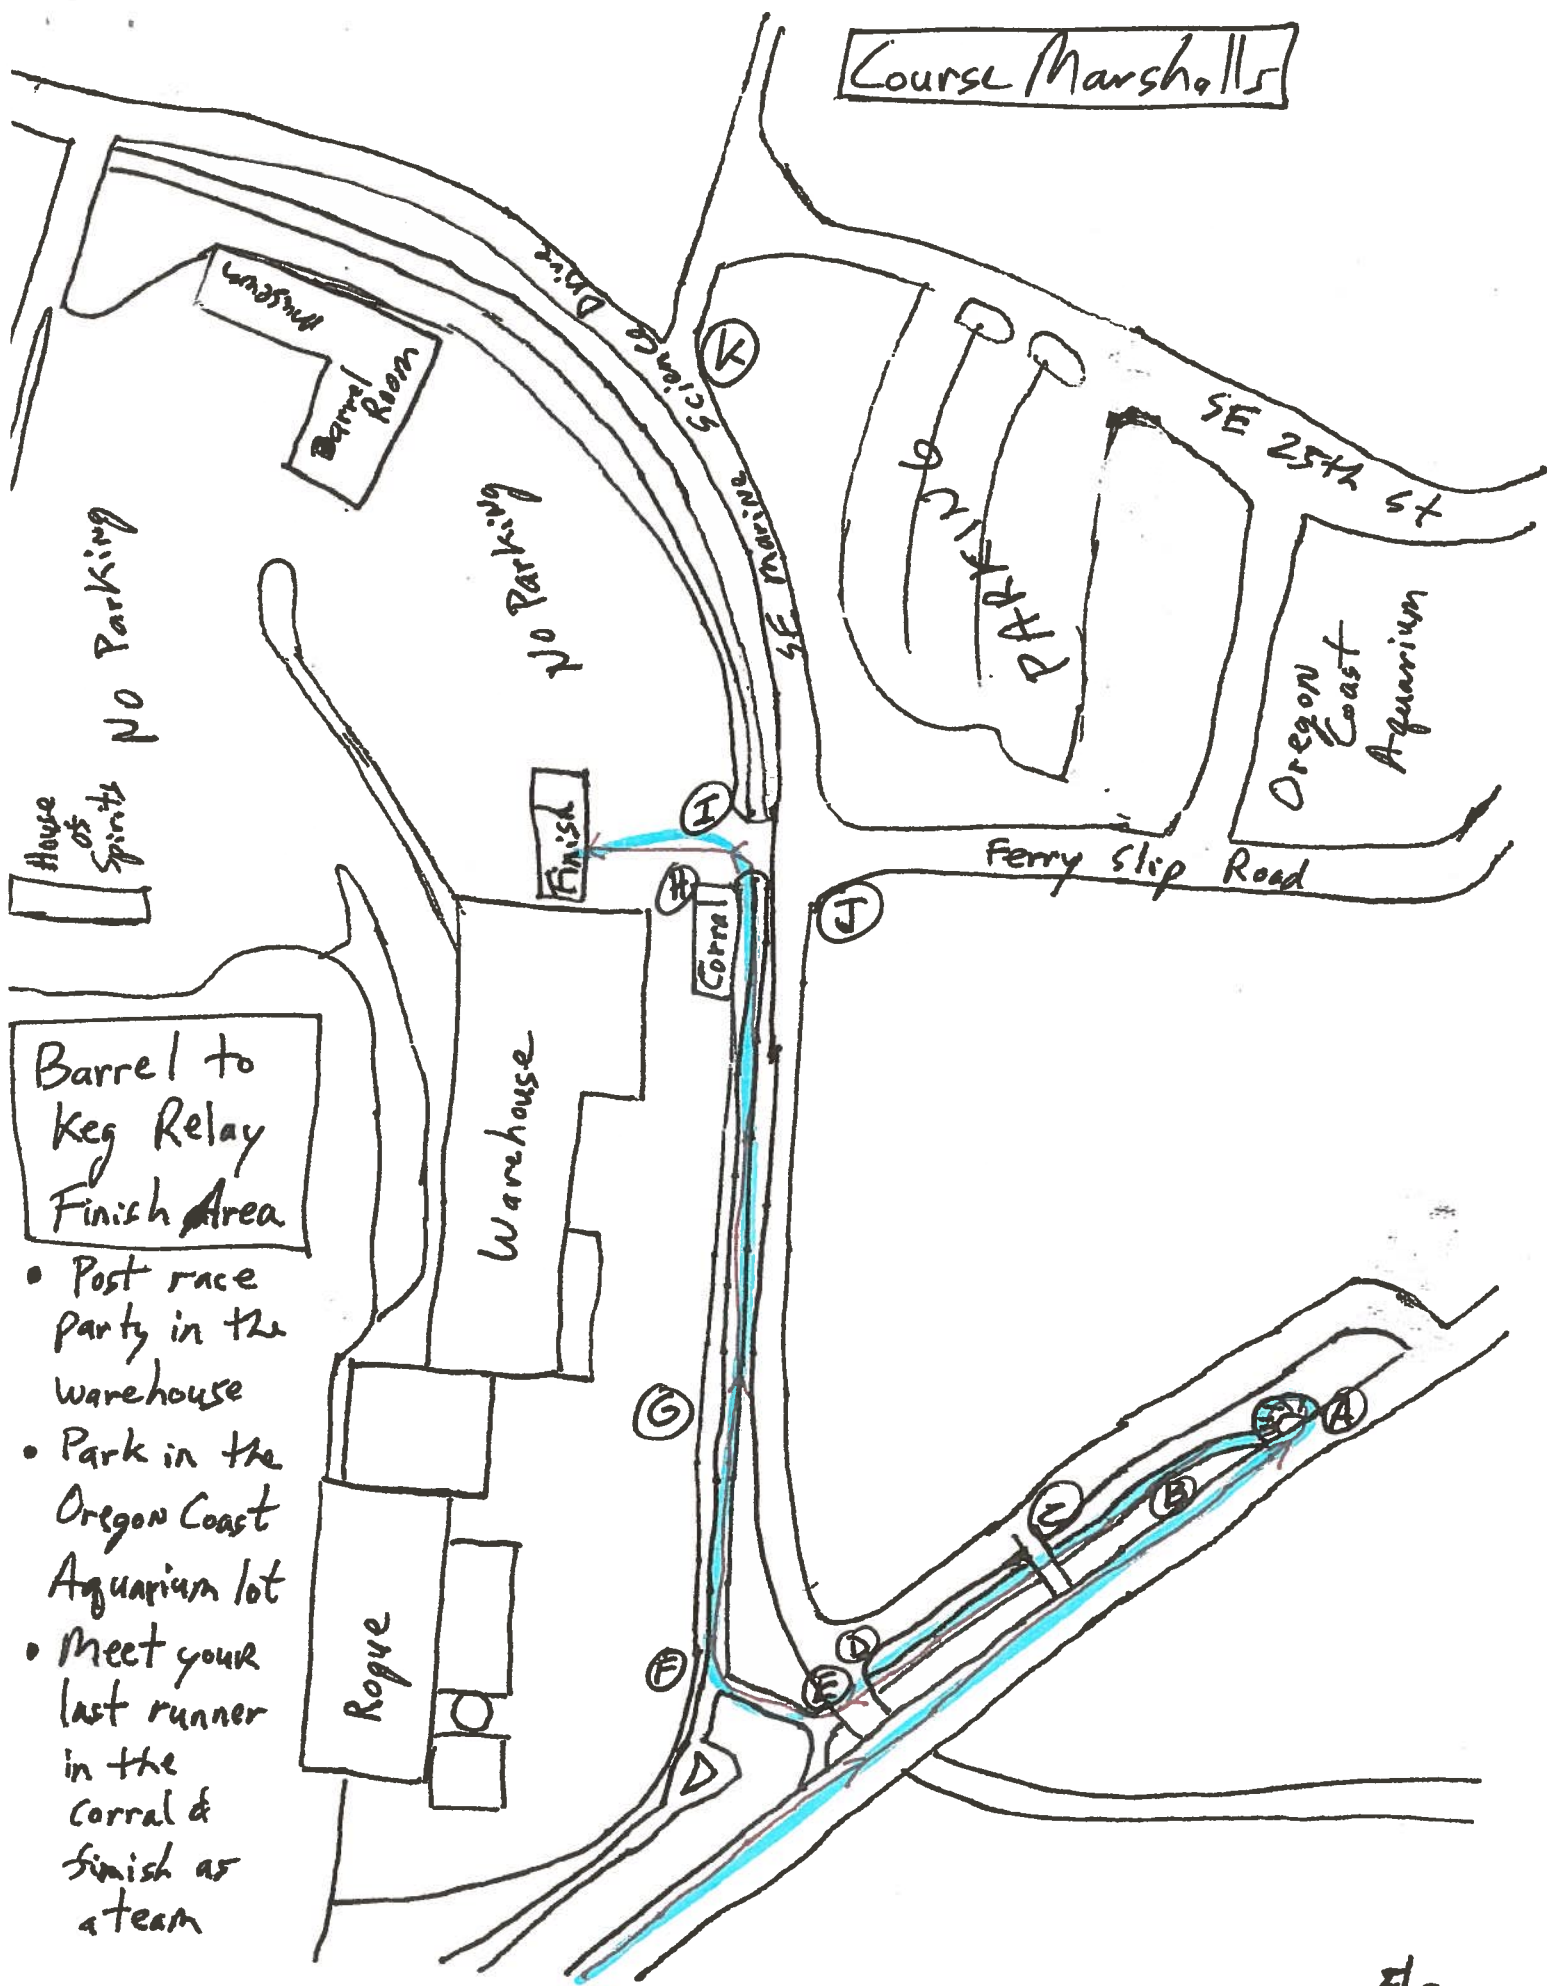 Course Marshalls
SE Marine Science Drive
K
museum
Barrel
Room
SE 25th St
PARKING
No Parking
No Parking
Oregon
Coast
Aquarium
House
of
Spirits
Finish
I
H
Corral
J
Ferry Slip Road
Barrel to
Keg Relay
Finish Area
Warehouse
• Post race
party in the
warehouse
• Park in the
Oregon Coast
Aquarium lot
• Meet your
last runner
in the
corral &
finish as
a team
G
A
B
C
D
E
F
Rogue